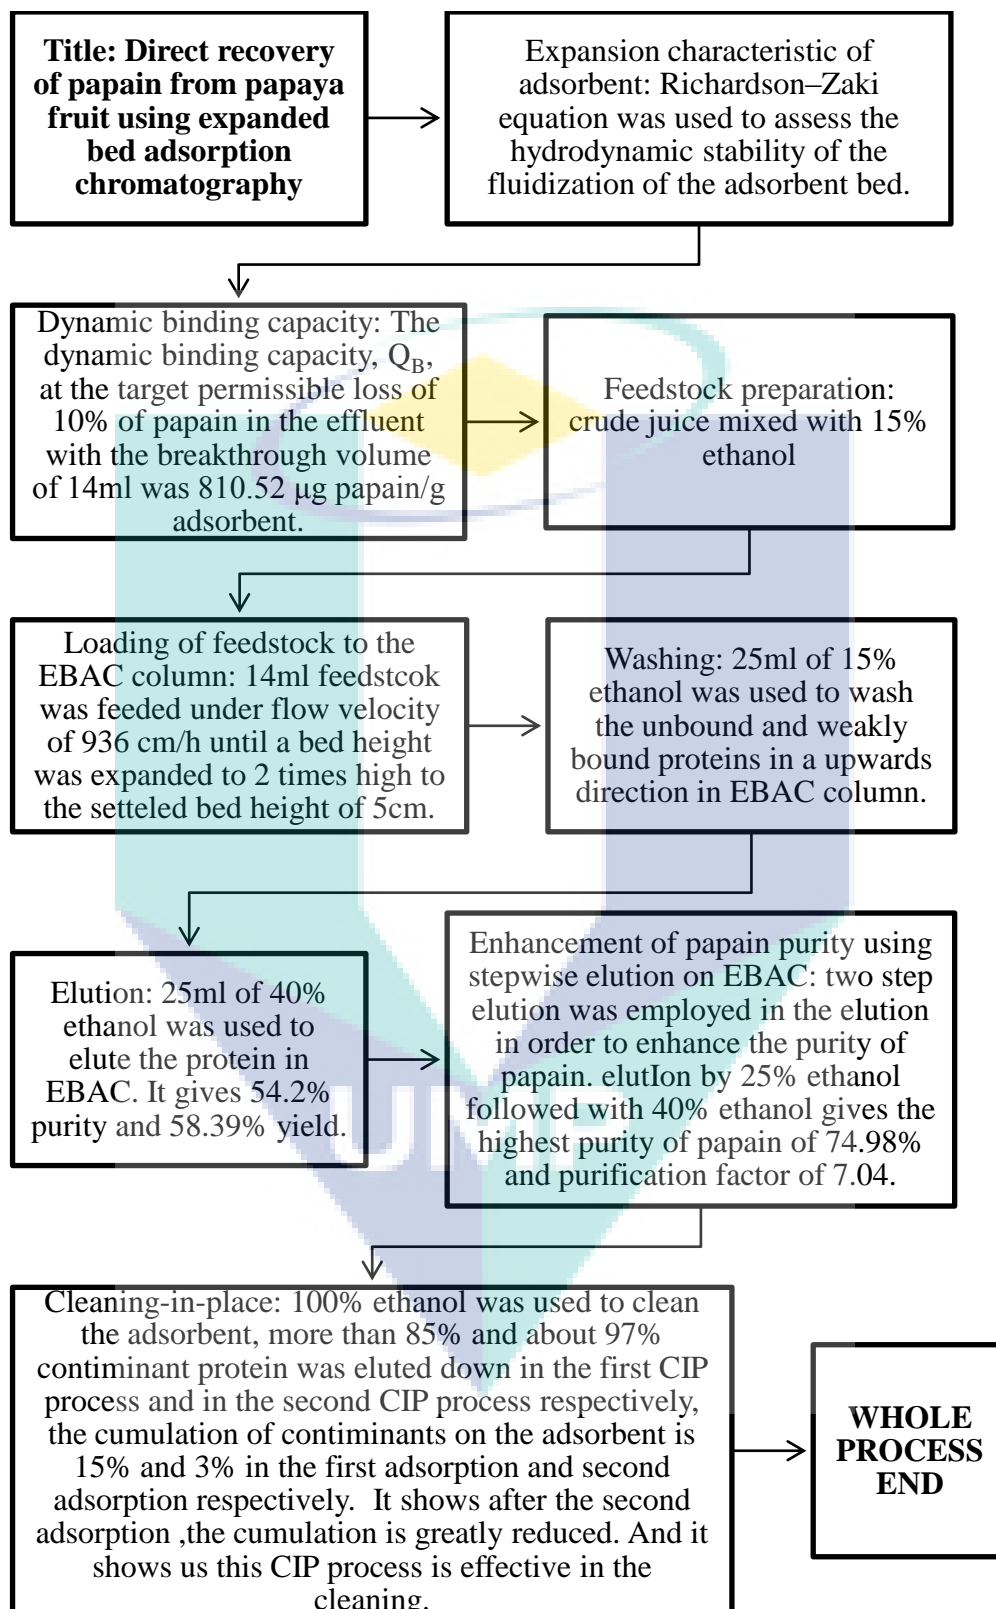 Title: Direct recovery
of papain from papaya
fruit using expanded
bed adsorption
chromatography
Expansion characteristic of
adsorbent: Richardson–Zaki
equation was used to assess the
hydrodynamic stability of the
fluidization of the adsorbent bed.
Dynamic binding capacity: The
dynamic binding capacity, QB,
at the target permissible loss of
10% of papain in the effluent
with the breakthrough volume
of 14ml was 810.52 µg papain/g
adsorbent.
Feedstock preparation:
crude juice mixed with 15%
ethanol
Loading of feedstock to the
EBAC column: 14ml feedstcok
was feeded under flow velocity
of 936 cm/h until a bed height
was expanded to 2 times high to
the setteled bed height of 5cm.
Washing: 25ml of 15%
ethanol was used to wash
the unbound and weakly
bound proteins in a upwards
direction in EBAC column.
Elution: 25ml of 40%
ethanol was used to
elute the protein in
EBAC. It gives 54.2%
purity and 58.39% yield.
Enhancement of papain purity using
stepwise elution on EBAC: two step
elution was employed in the elution
in order to enhance the purity of
papain. elutIon by 25% ethanol
followed with 40% ethanol gives the
highest purity of papain of 74.98%
and purification factor of 7.04.
UMP
Cleaning-in-place: 100% ethanol was used to clean
the adsorbent, more than 85% and about 97%
contiminant protein was eluted down in the first CIP
process and in the second CIP process respectively,
the cumulation of contiminants on the adsorbent is
15% and 3% in the first adsorption and second
adsorption respectively.  It shows after the second
adsorption ,the cumulation is greatly reduced. And it
shows us this CIP process is effective in the
cleaning.
WHOLE
PROCESS
END